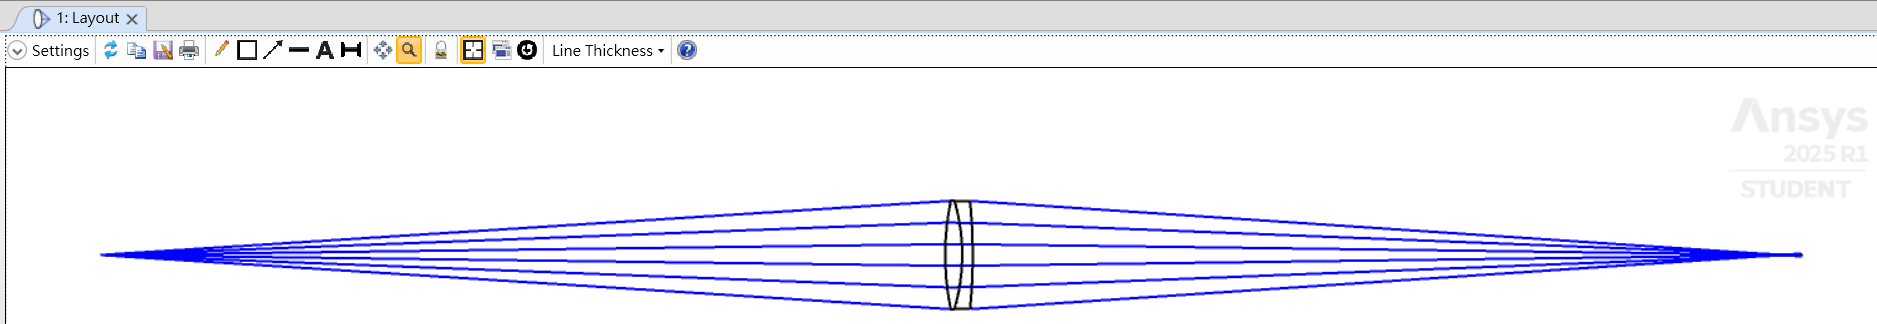 1: Layout
Settings
A
Line Thickness
Ansys
2025 R1
STUDENT